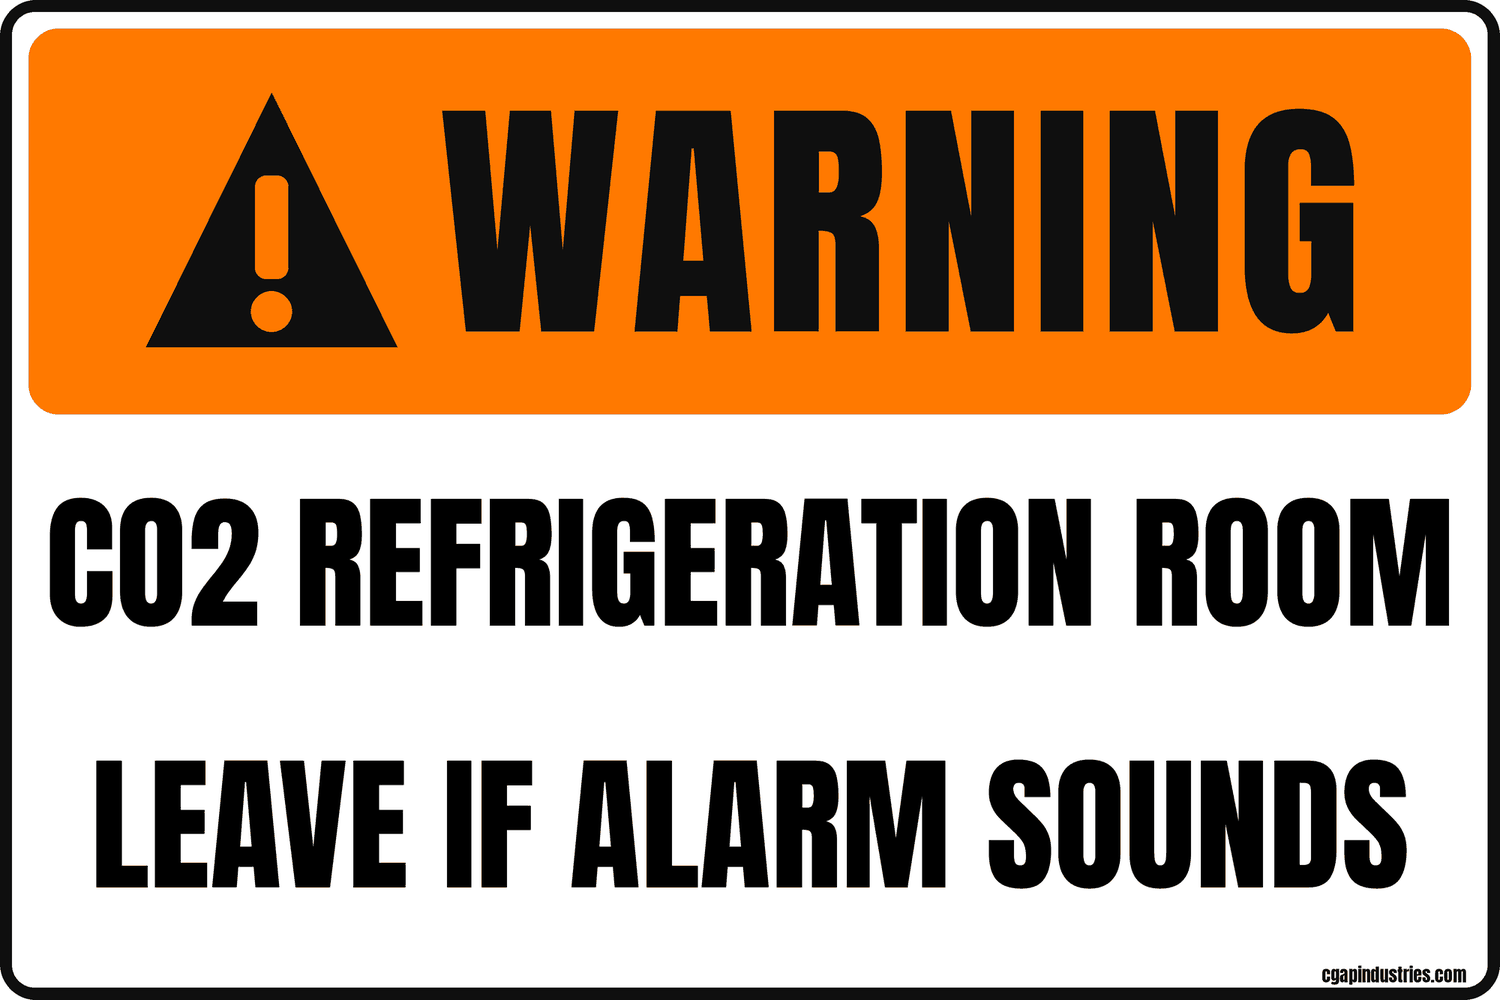 WARNING
CO2 REFRIGERATION ROOM
LEAVE IF ALARM SOUNDS
cgapindustries.com